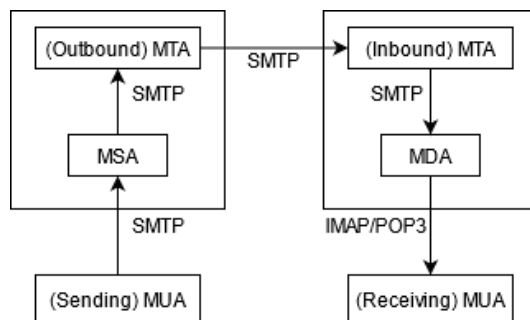 (Outbound) MTA
SMTP
(Inbound) MTA
SMTP
SMTP
MSA
MDA
SMTP
IMAP/POP3
(Sending) MUA
(Receiving) MUA